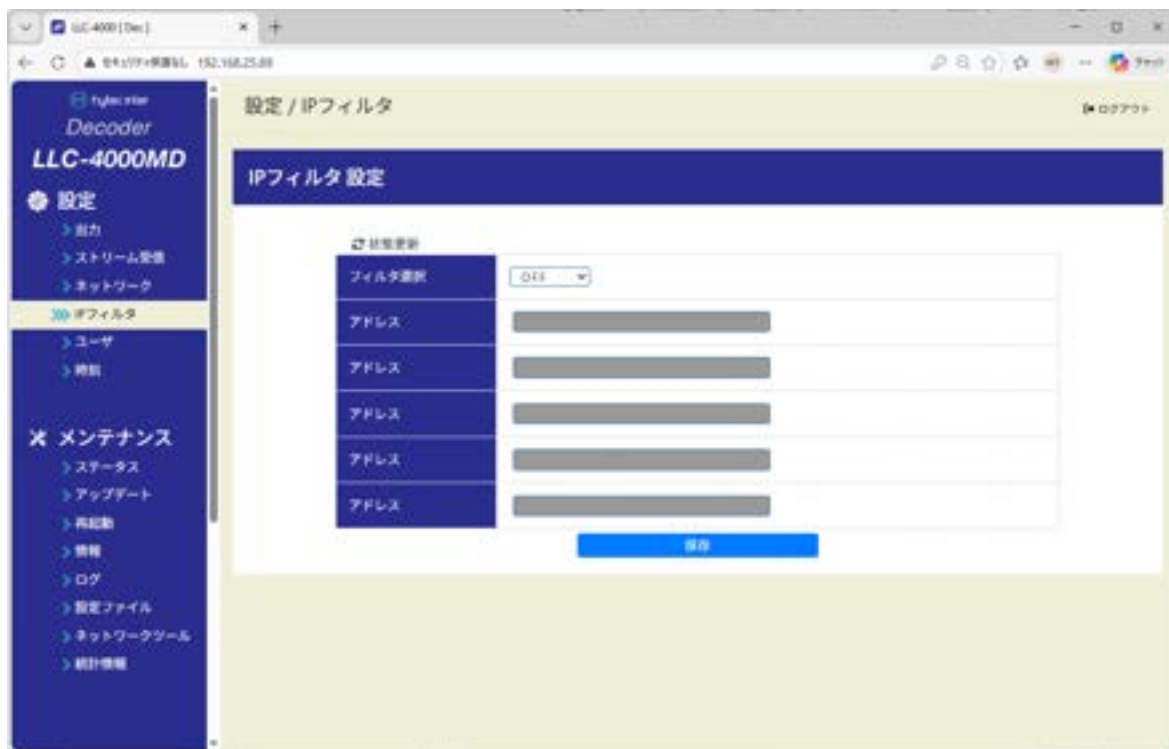 LLC-4000 [Dec]
セキュリティ保護なし 192.168.25.89
チャット
hytec inter
Decoder
LLC-4000MD
設定
出力
ストリーム受信
ネットワーク
IPフィルタ
ユーザ
時刻
メンテナンス
ステータス
アップデート
再起動
情報
ログ
設定ファイル
ネットワークツール
統計情報
設定 / IPフィルタ
ログアウト
IPフィルタ 設定
状態更新
フィルタ選択 OFF
アドレス
アドレス
アドレス
アドレス
アドレス
保存